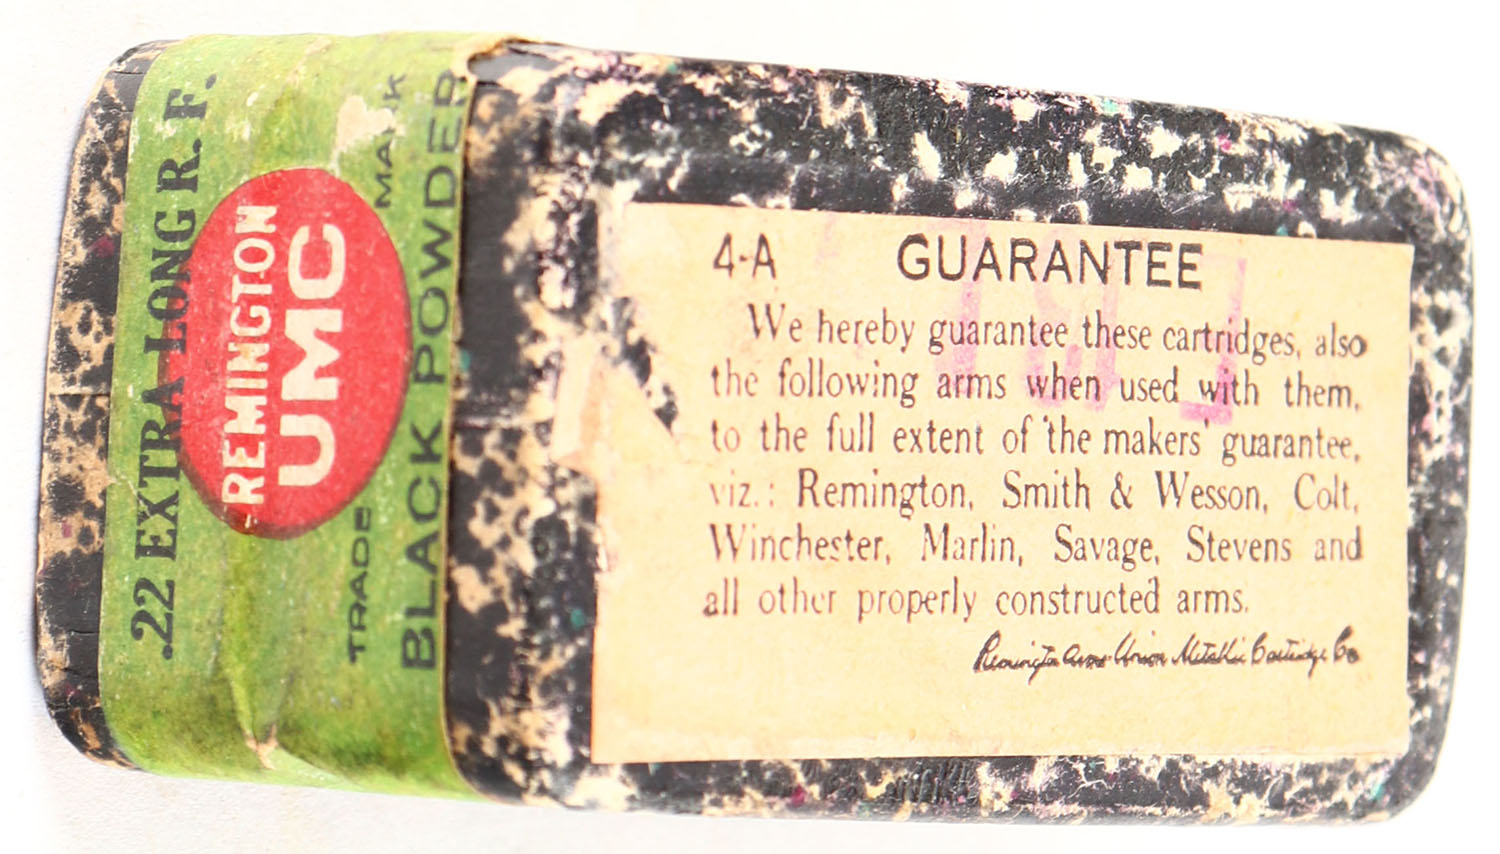 .22 EXTRA LONG R. F.
REMINGTON
UMC
TRADE MARK
BLACK POWDER
4-A GUARANTEE
We hereby guarantee these cartridges, also
the following arms when used with them,
to the full extent of the makers' guarantee,
viz.: Remington, Smith & Wesson, Colt,
Winchester, Marlin, Savage, Stevens and
all other properly constructed arms.
Remington Arms-Union Metallic Cartridge Co.